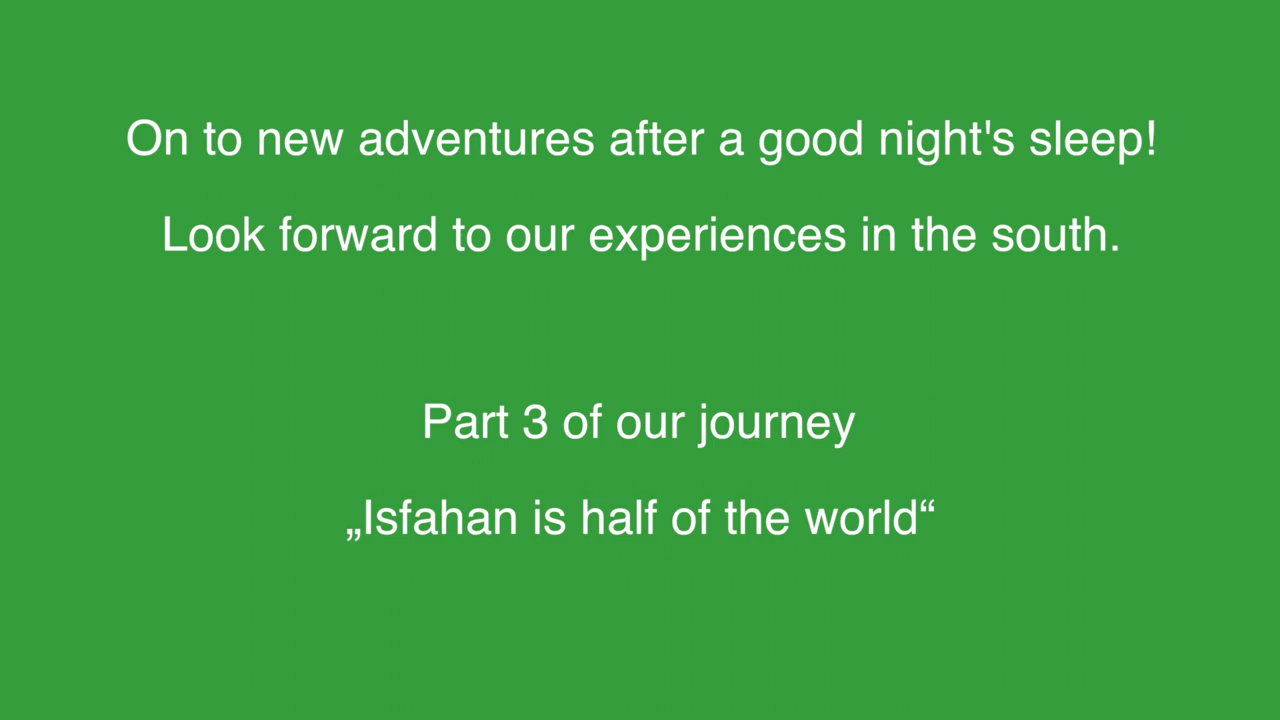 On to new adventures after a good night's sleep!
Look forward to our experiences in the south.
Part 3 of our journey
„Isfahan is half of the world“